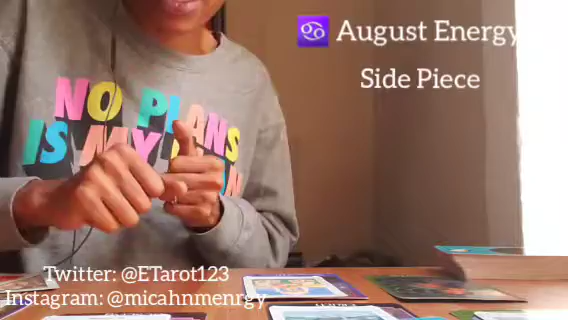 ♋ August Energy
Side Piece
NO PLANS
IS MY
Twitter: @ETarot123
Instagram: @micahnmenrgy